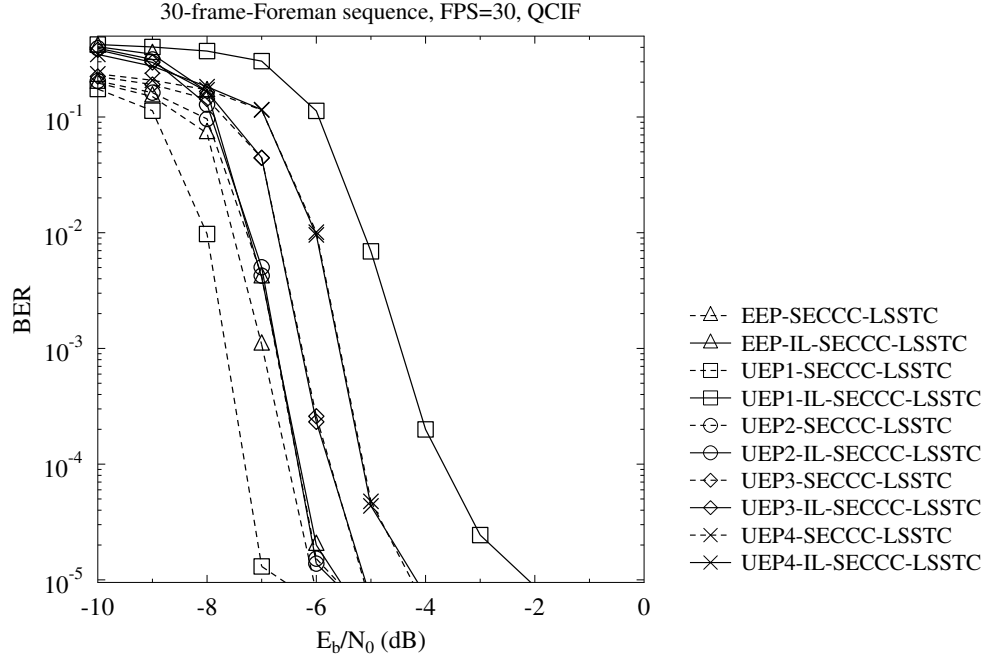 30-frame-Foreman sequence, FPS=30, QCIF
BER
10^-1
10^-2
10^-3
10^-4
10^-5
-10 -8 -6 -4 -2 0
E_b/N_0 (dB)
EEP-SECCC-LSSTC
EEP-IL-SECCC-LSSTC
UEP1-SECCC-LSSTC
UEP1-IL-SECCC-LSSTC
UEP2-SECCC-LSSTC
UEP2-IL-SECCC-LSSTC
UEP3-SECCC-LSSTC
UEP3-IL-SECCC-LSSTC
UEP4-SECCC-LSSTC
UEP4-IL-SECCC-LSSTC